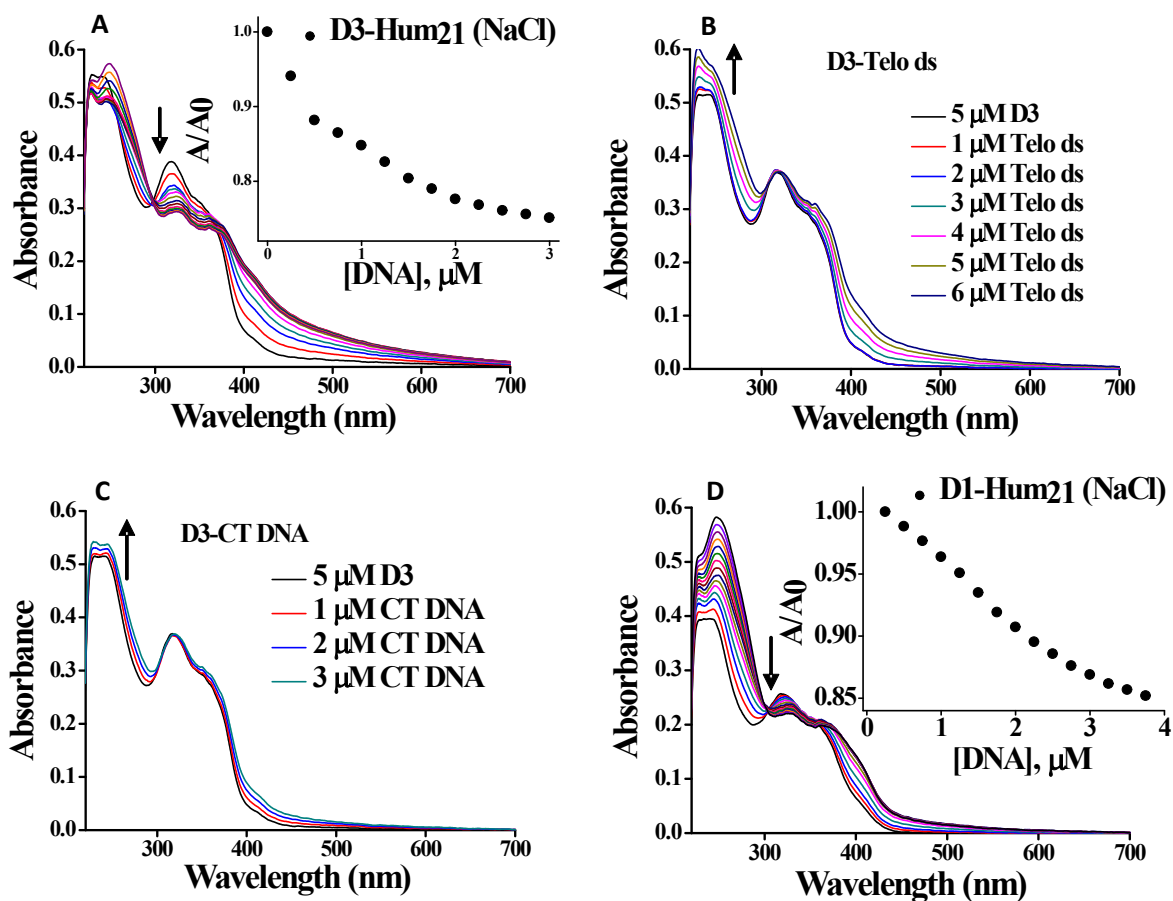 A
D3-Hum21 (NaCl)
1.0
0.9
0.8
A/A0
0 1 2 3
[DNA], μM
0.6
0.5
0.4
0.3
0.2
0.1
0.0
Absorbance
300 400 500 600 700
Wavelength (nm)
B
D3-Telo ds
5 μM D3
1 μM Telo ds
2 μM Telo ds
3 μM Telo ds
4 μM Telo ds
5 μM Telo ds
6 μM Telo ds
0.6
0.5
0.4
0.3
0.2
0.1
0.0
Absorbance
300 400 500 600 700
Wavelength (nm)
C
D3-CT DNA
5 μM D3
1 μM CT DNA
2 μM CT DNA
3 μM CT DNA
0.6
0.5
0.4
0.3
0.2
0.1
0.0
Absorbance
300 400 500 600 700
Wavelength (nm)
D
D1-Hum21 (NaCl)
1.00
0.95
0.90
0.85
A/A0
0 1 2 3 4
[DNA], μM
0.6
0.5
0.4
0.3
0.2
0.1
0.0
Absorbance
300 400 500 600 700
Wavelength (nm)